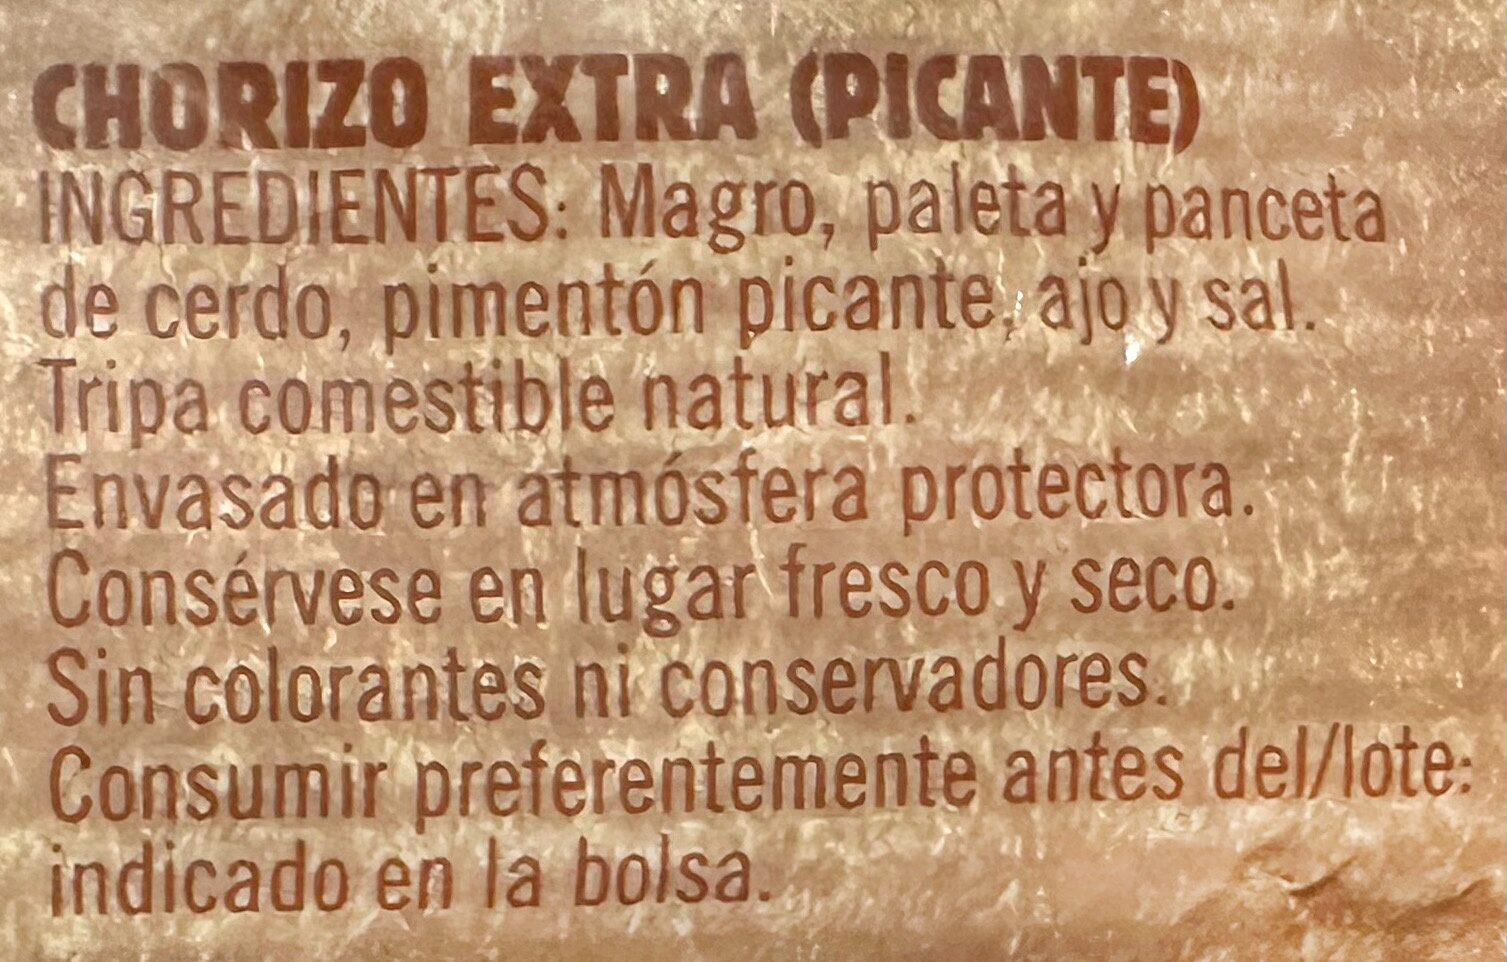 CHORIZO EXTRA (PICANTE)
INGREDIENTES: Magro, paleta y panceta
de cerdo, pimentón picante, ajo y sal.
Tripa comestible natural.
Envasado en atmósfera protectora.
Consérvese en lugar fresco y seco.
Sin colorantes ni conservadores.
Consumir preferentemente antes del/lote:
indicado en la bolsa.